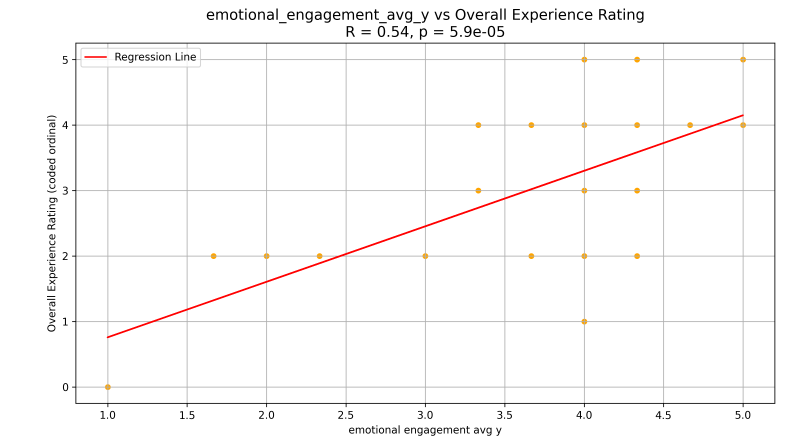 emotional_engagement_avg_y vs Overall Experience Rating
R = 0.54, p = 5.9e-05
Regression Line
Overall Experience Rating (coded ordinal)
5
4
3
2
1
0
1.0 1.5 2.0 2.5 3.0 3.5 4.0 4.5 5.0
emotional engagement avg y